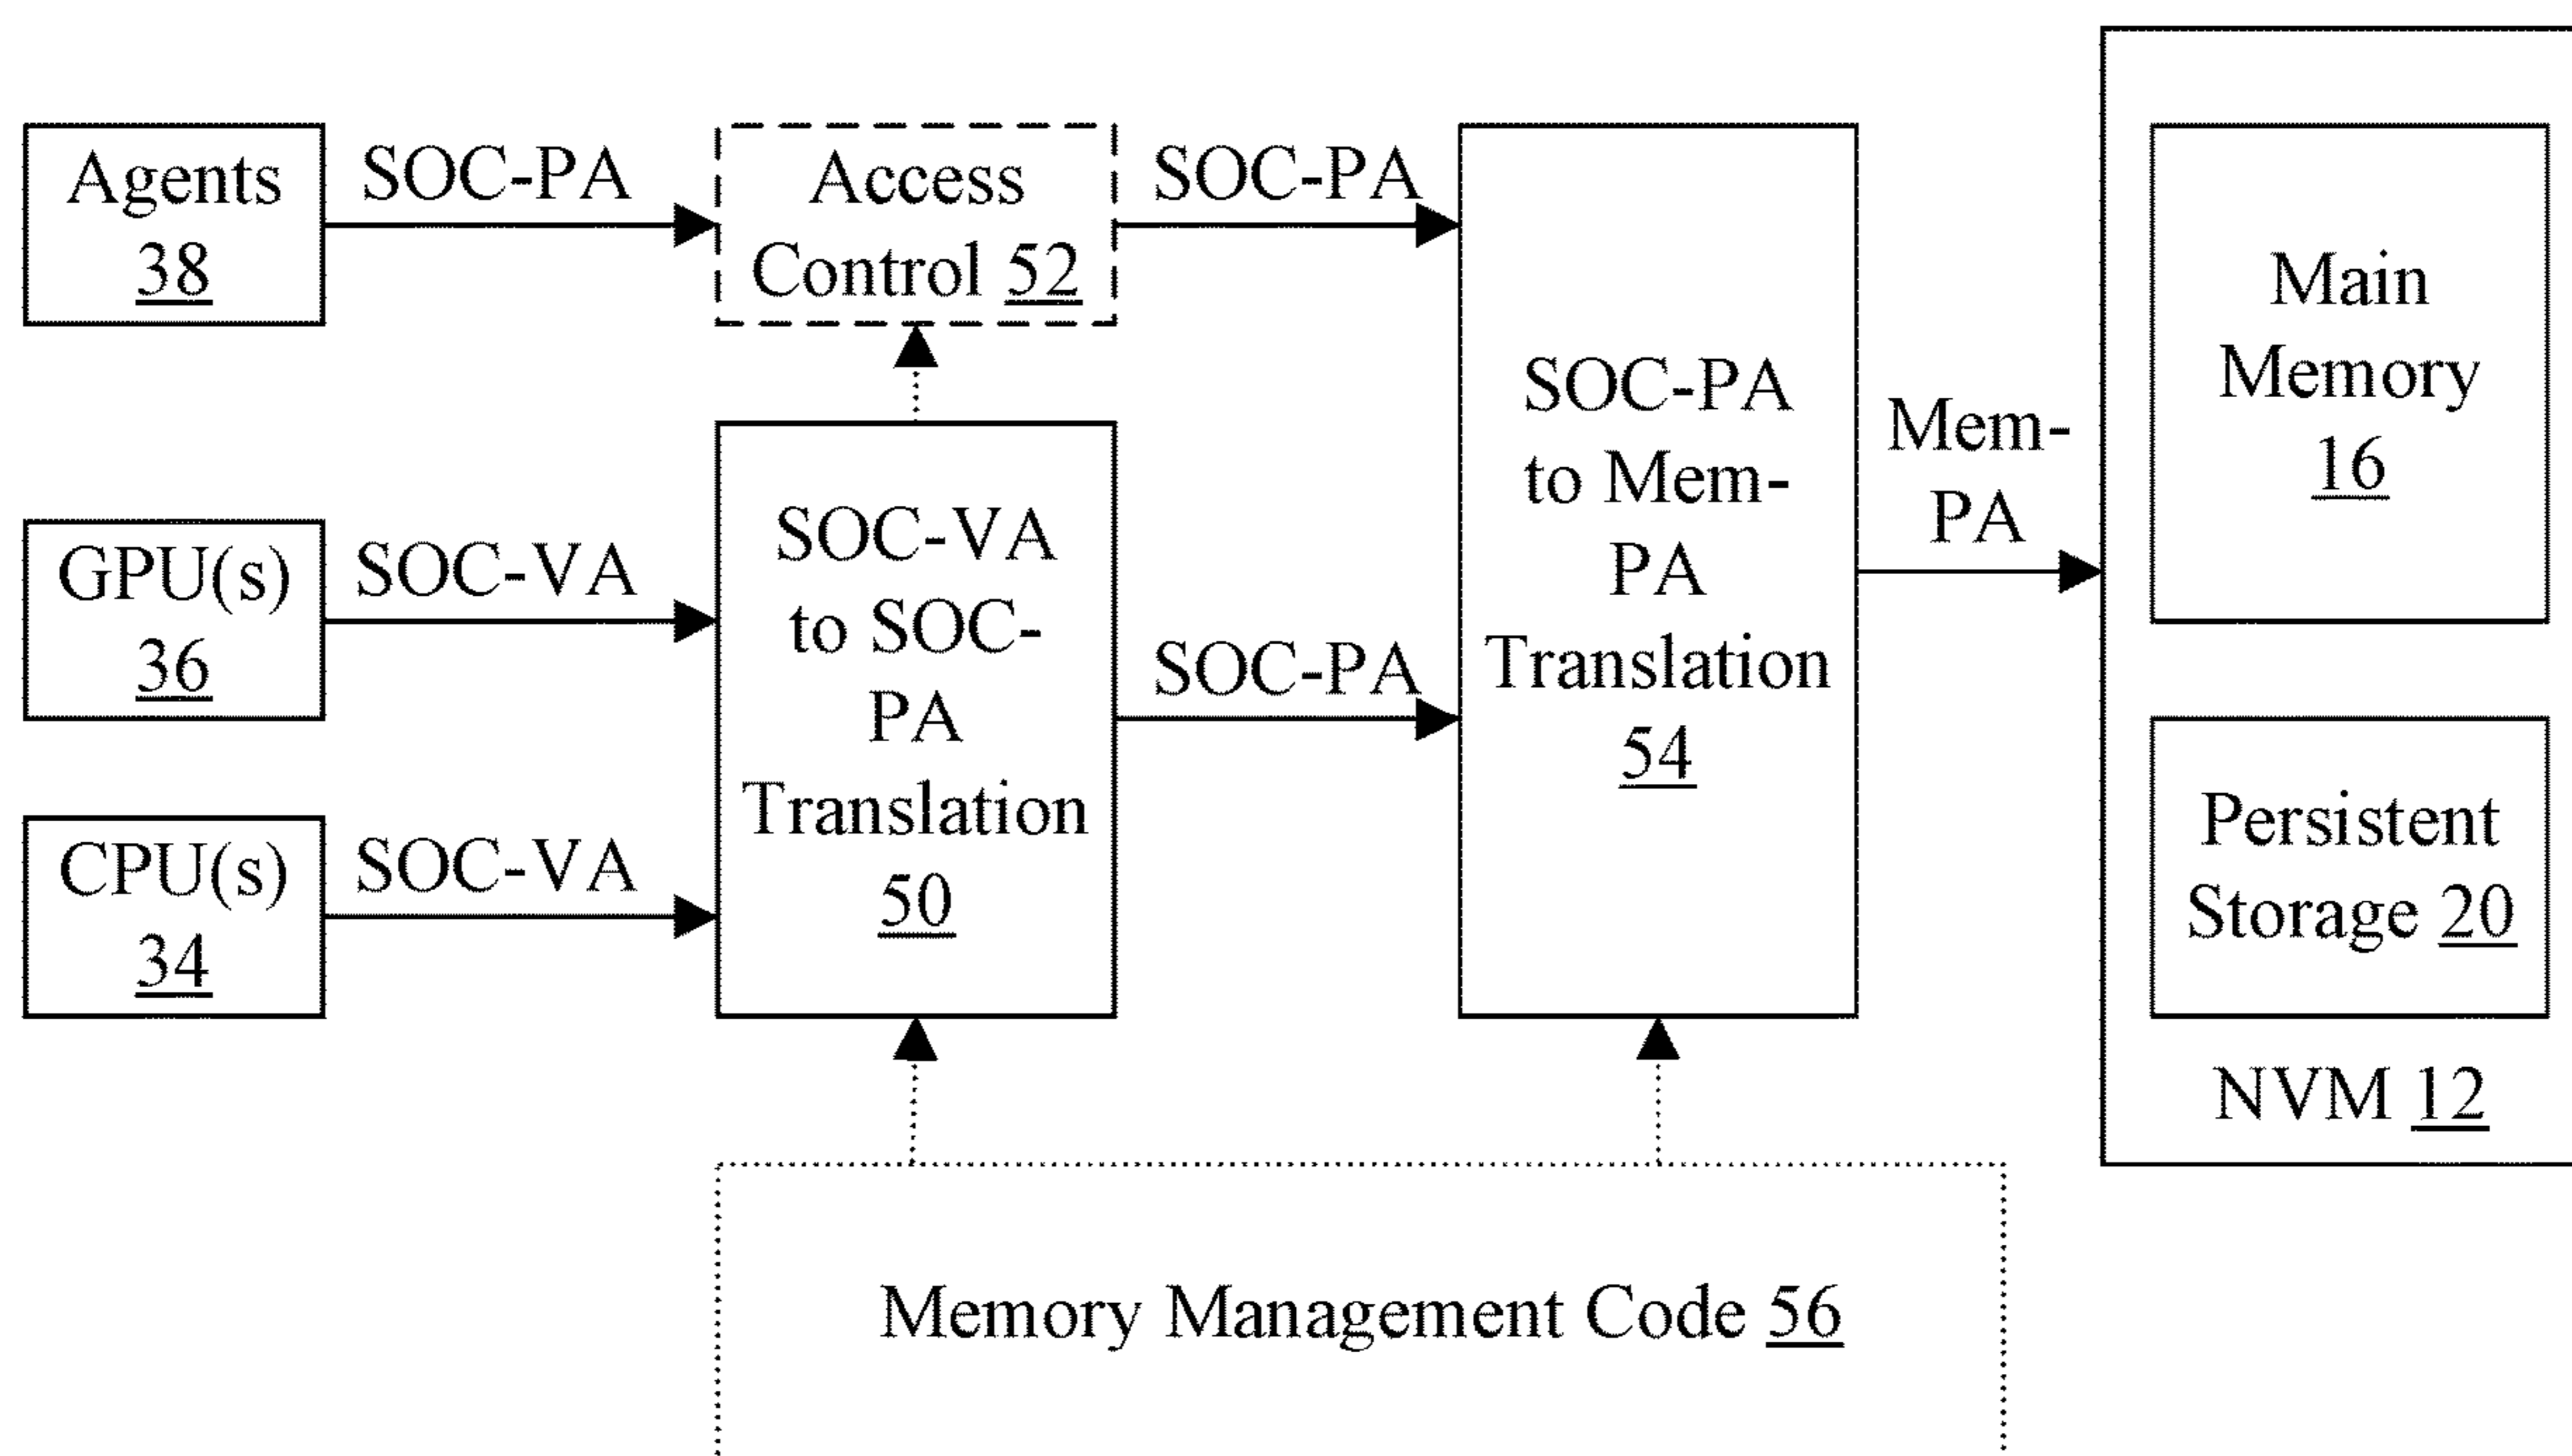 Agents
38
SOC-PA
Access
Control 52
SOC-PA
GPU(s)
36
SOC-VA
CPU(s)
34
SOC-VA
SOC-VA
to SOC-
PA
Translation
50
SOC-PA
SOC-PA
to Mem-
PA
Translation
54
Mem-
PA
Main
Memory
16
Persistent
Storage 20
NVM 12
Memory Management Code 56